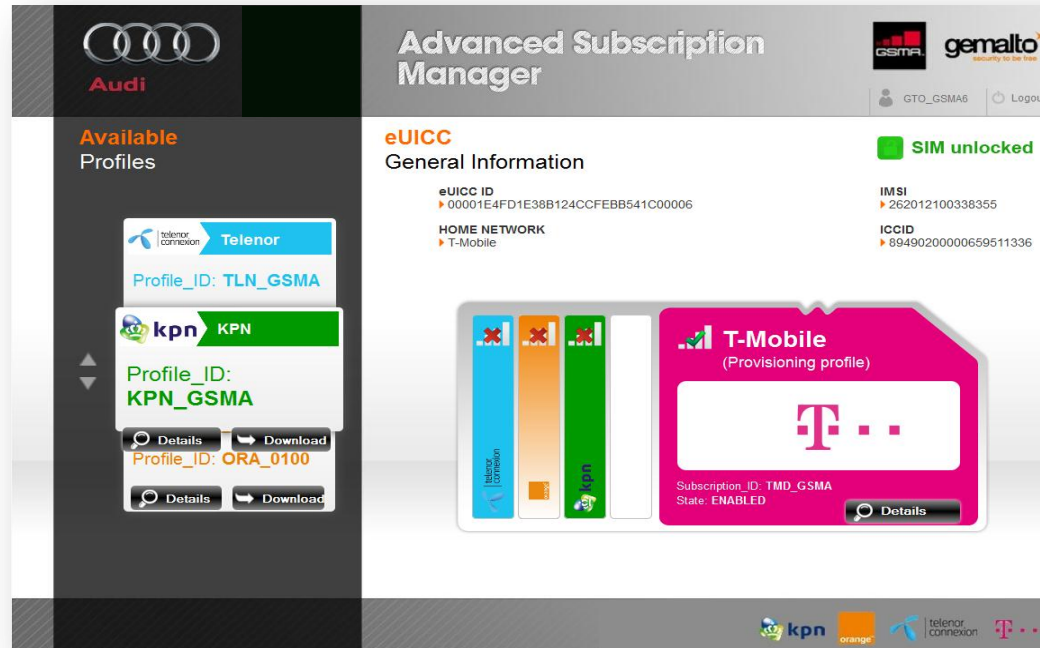 Audi
Advanced Subscription
Manager
GSMA.
gemalto
security to be free
GTO_GSMA6
Logou
Available
Profiles
telenor
connexion
Telenor
Profile_ID: TLN_GSMA
kpn
KPN
Profile_ID:
KPN_GSMA
Details
Download
Profile_ID: ORA_0100
Details
Download
eUICC
General Information
SIM unlocked
eUICC ID
00001E4FD1E38B124CCFEBB541C00006
HOME NETWORK
T-Mobile
IMSI
262012100338355
ICCID
89490200000659511336
telenor
connexion
kpn
T-Mobile
(Provisioning profile)
T
Subscription_ID: TMD_GSMA
State: ENABLED
Details
kpn
orange
telenor
connexion
T